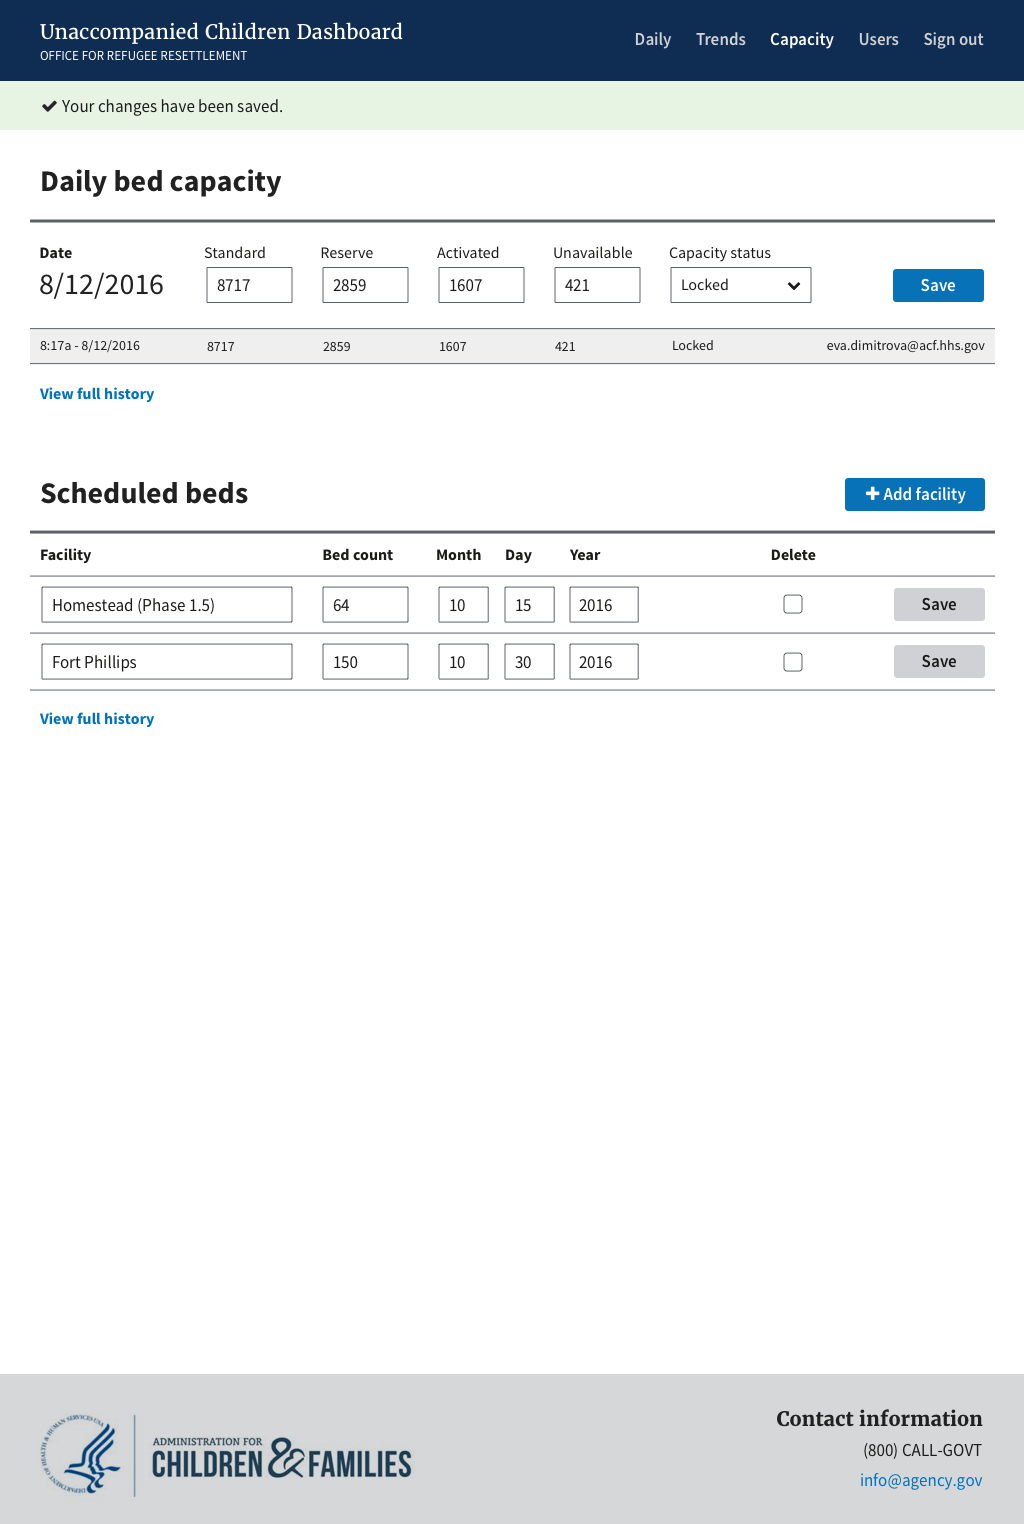 Unaccompanied Children Dashboard
OFFICE FOR REFUGEE RESETTLEMENT
Daily Trends Capacity Users Sign out
Your changes have been saved.
Daily bed capacity
Date Standard Reserve Activated Unavailable Capacity status
8/12/2016 8717 2859 1607 421 Locked Save
8:17a - 8/12/2016 8717 2859 1607 421 Locked eva.dimitrova@acf.hhs.gov
View full history
Scheduled beds
Add facility
Facility Bed count Month Day Year Delete
Homestead (Phase 1.5) 64 10 15 2016 Save
Fort Phillips 150 10 30 2016 Save
View full history
DEPARTMENT OF HEALTH & HUMAN SERVICES USA
ADMINISTRATION FOR
CHILDREN & FAMILIES
Contact information
(800) CALL-GOVT
info@agency.gov